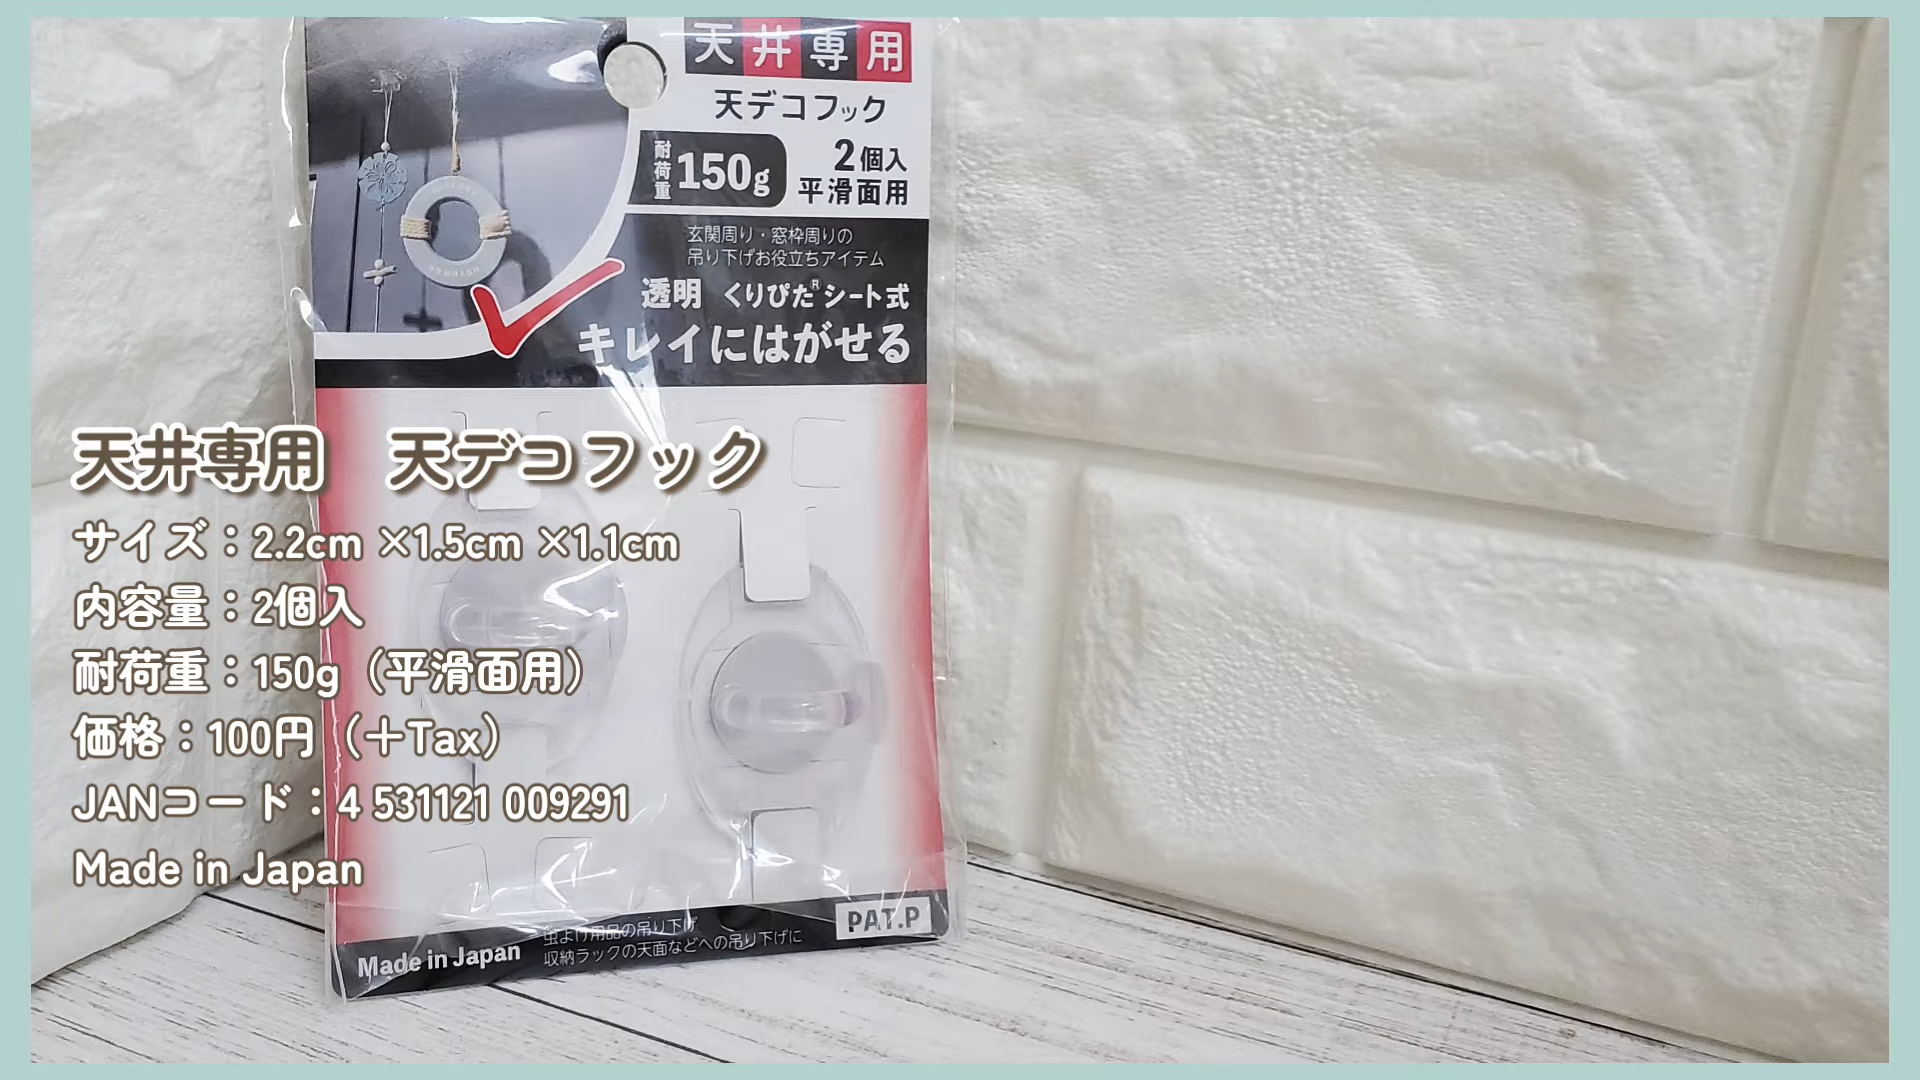 天井専用
天デコフック
耐荷重 150g
2個入
平滑面用
玄関周り・窓枠周りの
吊り下げお役立ちアイテム
透明 くりぴた®シート式
キレイにはがせる
天井専用　天デコフック
サイズ：2.2cm ×1.5cm ×1.1cm
内容量：2個入
耐荷重：150g（平滑面用）
価格：100円（＋Tax）
JANコード：4 531121 009291
Made in Japan
PAT.P
Made in Japan
虫よけ用品の吊り下げ
収納ラックの天面などへの吊り下げに